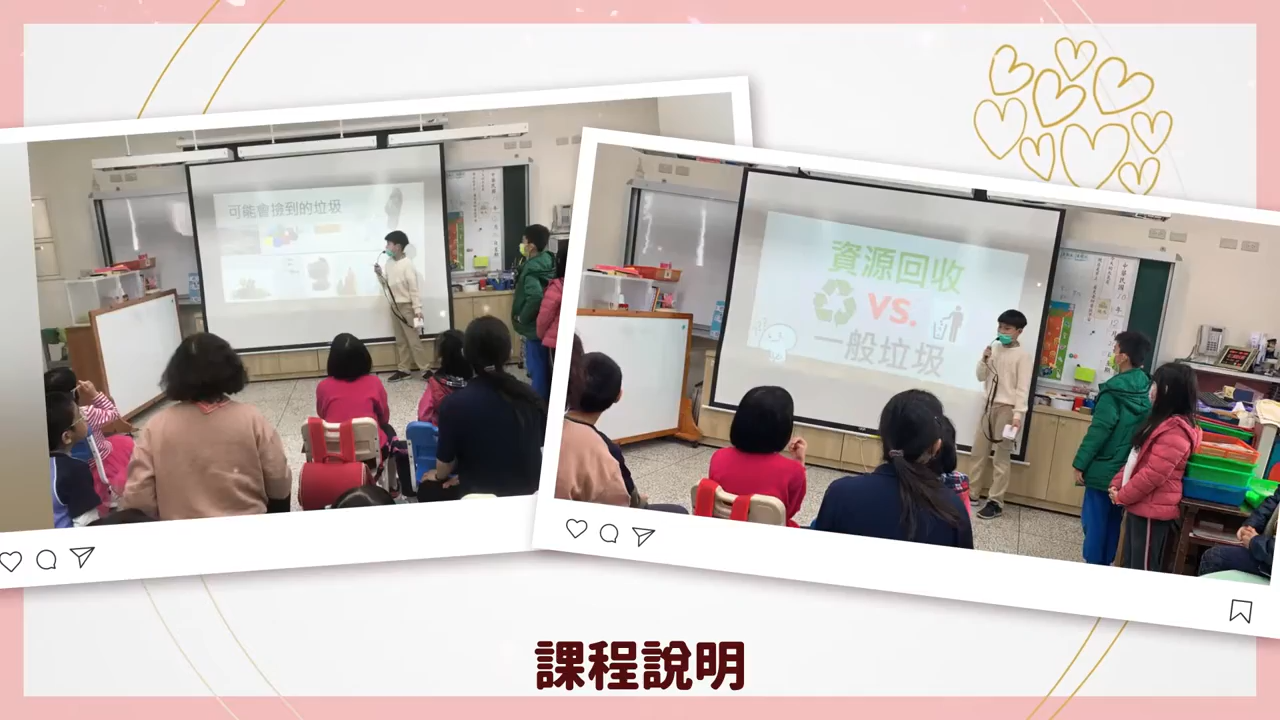 可能會撿到的垃圾
資源回收
VS.
一般垃圾
課程說明